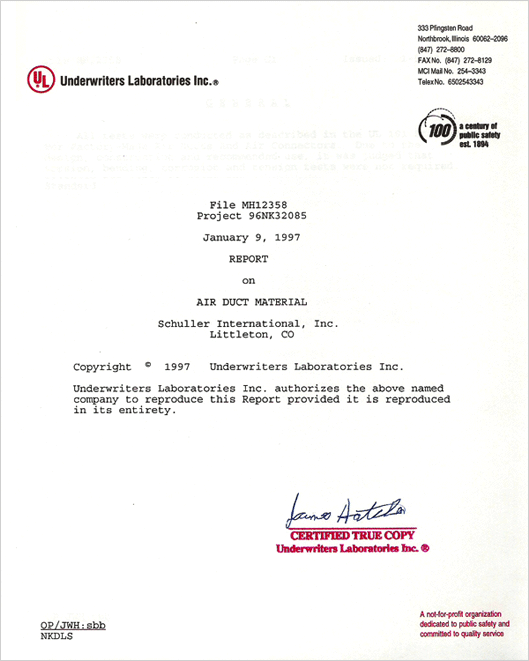 333 Pfingsten Road
Northbrook, Illinois 60062-2096
(847) 272-8800
FAX No. (847) 272-8129
MCI Mail No. 254-3343
Telex No. 6502543343
UL Underwriters Laboratories Inc.®
100 a century of
public safety
est. 1894
File MH12358
Project 96NK32085
January 9, 1997
REPORT
on
AIR DUCT MATERIAL
Schuller International, Inc.
Littleton, CO
Copyright © 1997 Underwriters Laboratories Inc.
Underwriters Laboratories Inc. authorizes the above named
company to reproduce this Report provided it is reproduced
in its entirety.
James
CERTIFIED TRUE COPY
Underwriters Laboratories Inc. ®
OP/JWH:sbb
NKDLS
A not-for-profit organization
dedicated to public safety and
committed to quality service